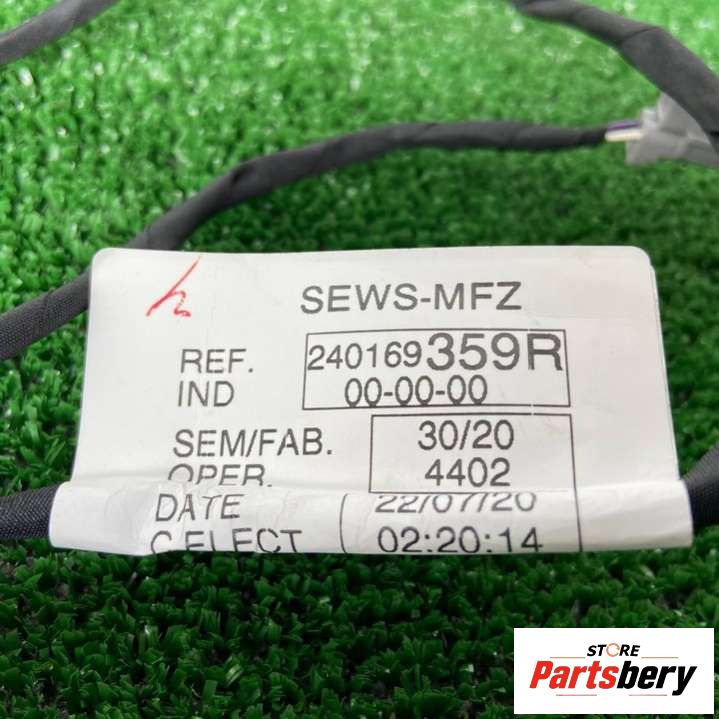 SEWS-MFZ
REF. 240169359R
IND 00-00-00
SEM/FAB. 30/20
OPER. 4402
DATE 22/07/20
C.ELECT 02:20:14
STORE
Partsbery